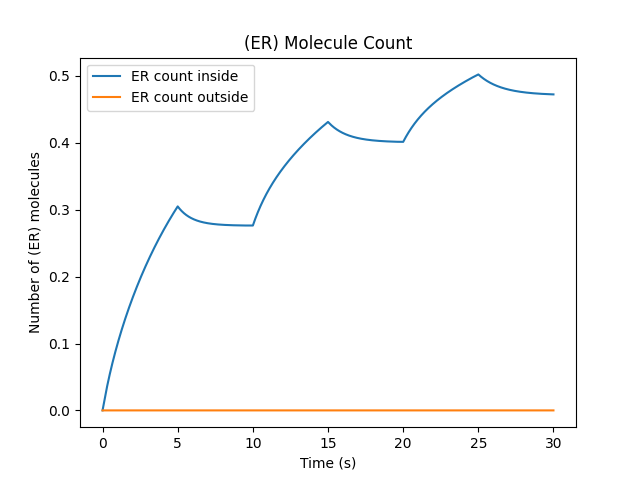 (ER) Molecule Count
ER count inside
ER count outside
0.5
0.4
0.3
0.2
0.1
0.0
Number of (ER) molecules
0 5 10 15 20 25 30
Time (s)